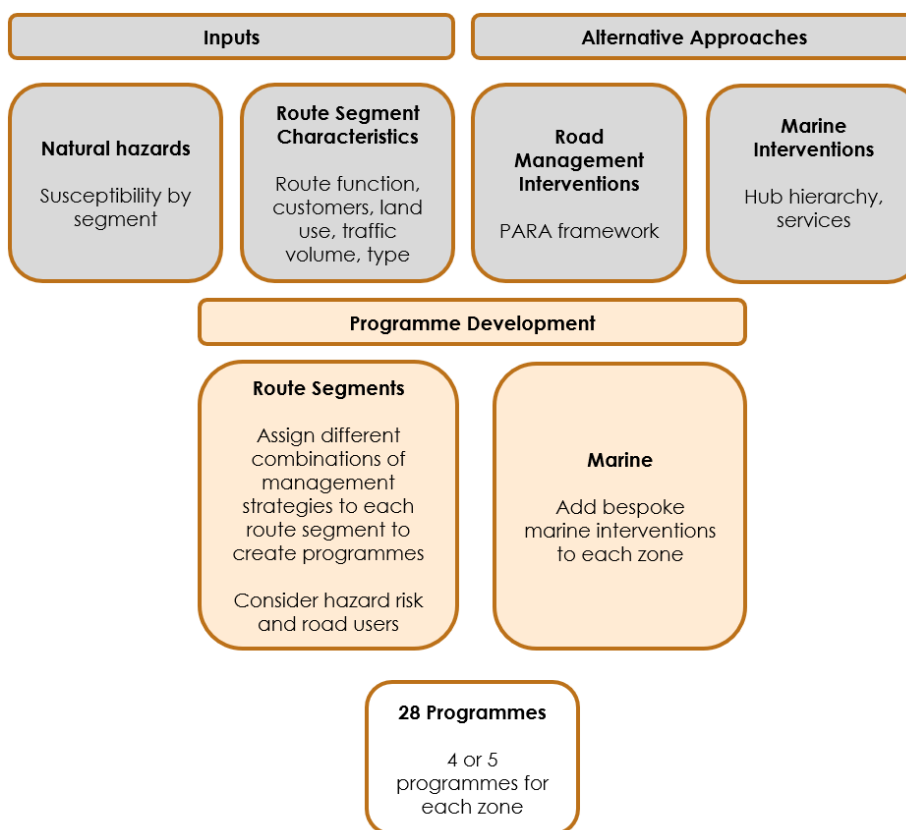 Inputs
Alternative Approaches
Natural hazards
Susceptibility by
segment
Route Segment
Characteristics
Route function,
customers, land
use, traffic
volume, type
Road
Management
Interventions
PARA framework
Marine
Interventions
Hub hierarchy,
services
Programme Development
Route Segments
Assign different
combinations of
management
strategies to each
route segment to
create programmes
Consider hazard risk
and road users
Marine
Add bespoke
marine interventions
to each zone
28 Programmes
4 or 5
programmes for
each zone